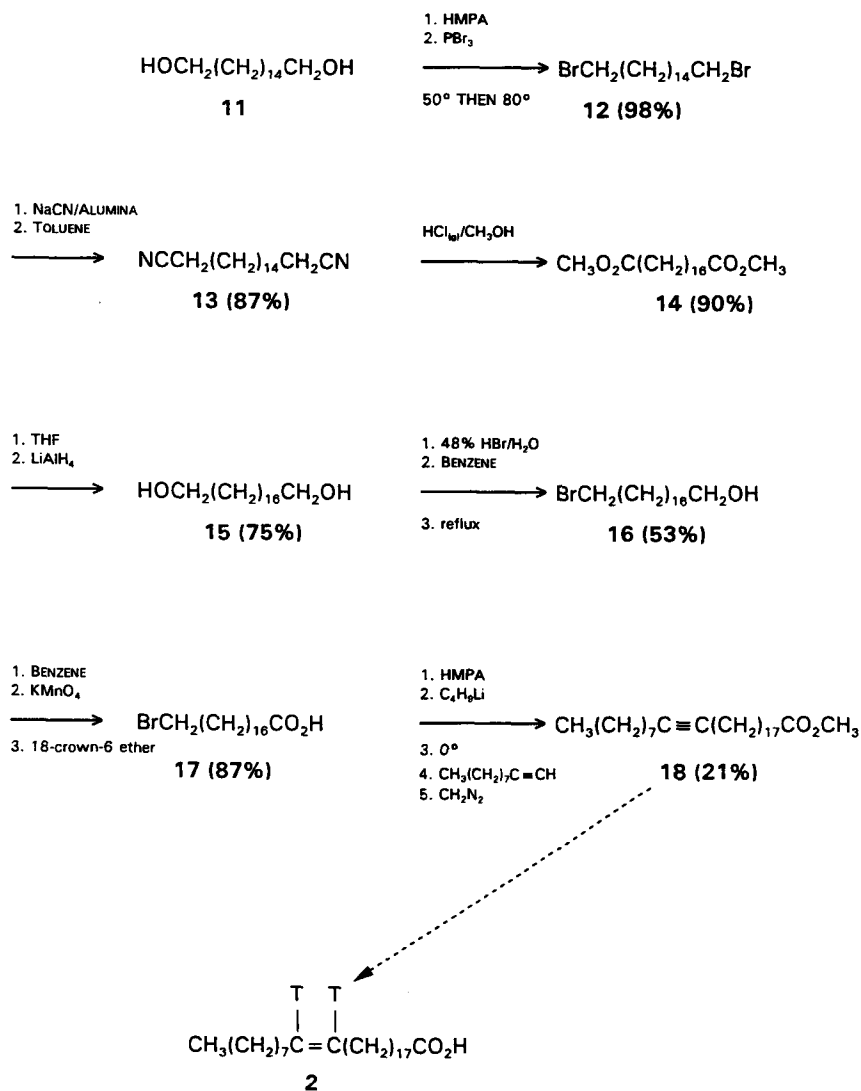 1. HMPA
2. PBr₃
HOCH₂(CH₂)₁₄CH₂OH
BrCH₂(CH₂)₁₄CH₂Br
50° THEN 80°
11
12 (98%)
1. NaCN/ALUMINA
2. TOLUENE
HCl₍g₎/CH₃OH
NCCH₂(CH₂)₁₄CH₂CN
CH₃O₂C(CH₂)₁₆CO₂CH₃
13 (87%)
14 (90%)
1. THF
2. LiAlH₄
1. 48% HBr/H₂O
2. BENZENE
HOCH₂(CH₂)₁₆CH₂OH
BrCH₂(CH₂)₁₆CH₂OH
3. reflux
15 (75%)
16 (53%)
1. BENZENE
2. KMnO₄
1. HMPA
2. C₄H₉Li
BrCH₂(CH₂)₁₆CO₂H
CH₃(CH₂)₇C≡C(CH₂)₁₇CO₂CH₃
3. 18-crown-6 ether
3. 0°
17 (87%)
4. CH₃(CH₂)₇C≡CH
18 (21%)
5. CH₂N₂
T T
CH₃(CH₂)₇C=C(CH₂)₁₇CO₂H
2